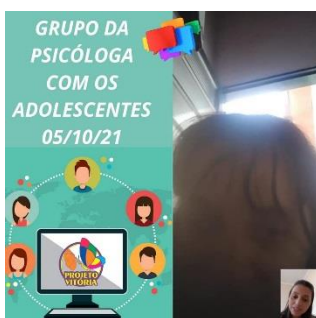 GRUPO DA
PSICÓLOGA
COM OS
ADOLESCENTES
05/10/21
PROJETO
VITÓRIA